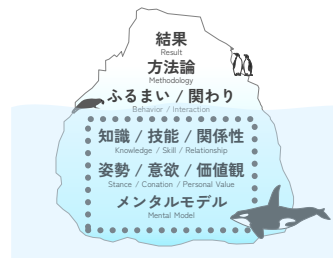 結果
Result
方法論
Methodology
ふるまい / 関わり
Behavior / Interaction
知識 / 技能 / 関係性
Knowledge / Skill / Relationship
姿勢 / 意欲 / 価値観
Stance / Conation / Personal Value
メンタルモデル
Mental Model